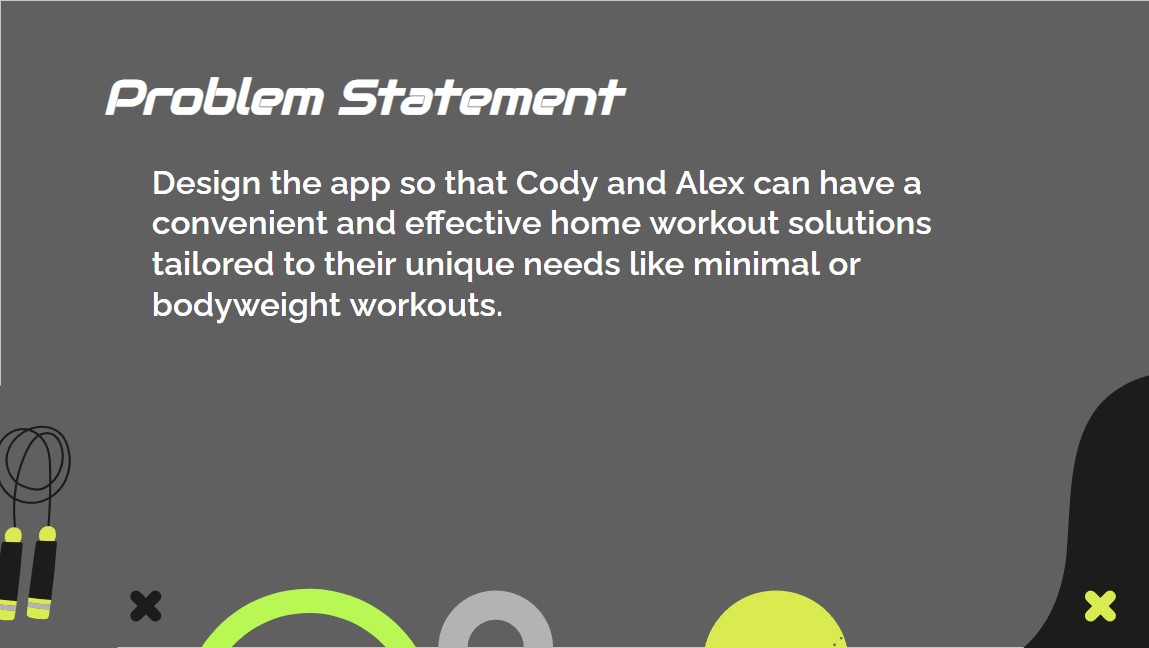 Problem Statement
Design the app so that Cody and Alex can have a
convenient and effective home workout solutions
tailored to their unique needs like minimal or
bodyweight workouts.